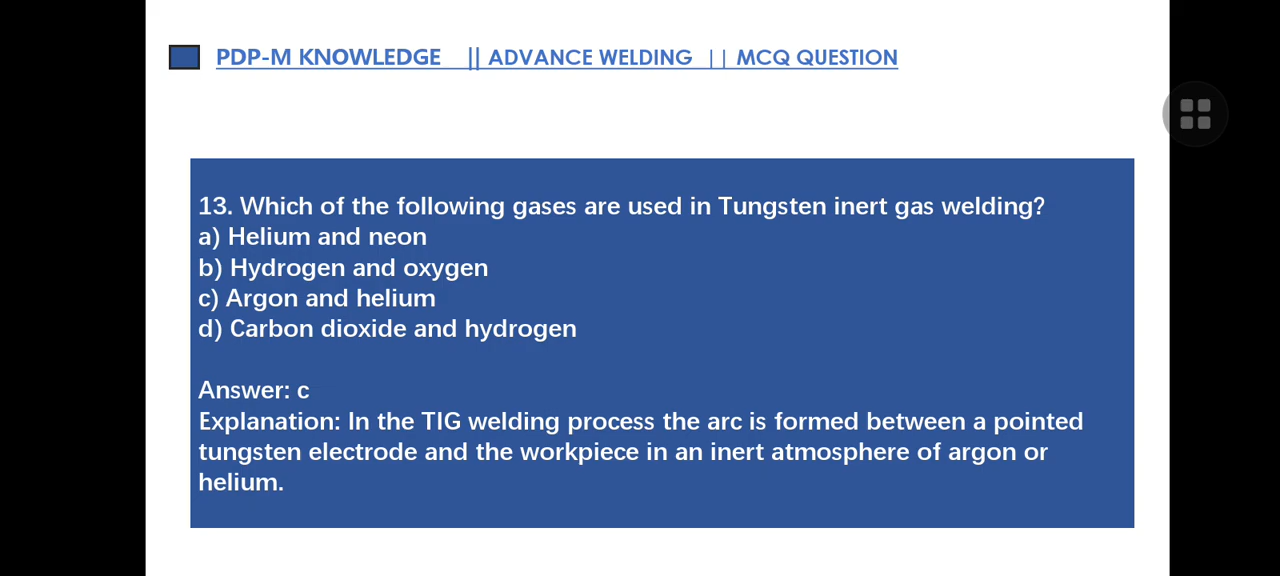 PDP-M KNOWLEDGE || ADVANCE WELDING || MCQ QUESTION
13. Which of the following gases are used in Tungsten inert gas welding?
a) Helium and neon
b) Hydrogen and oxygen
c) Argon and helium
d) Carbon dioxide and hydrogen
Answer: c
Explanation: In the TIG welding process the arc is formed between a pointed
tungsten electrode and the workpiece in an inert atmosphere of argon or
helium.